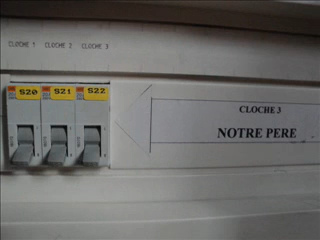 CLOCHE 1 CLOCHE 2 CLOCHE 3
S20 S21 S22
CLOCHE 3
NOTRE PERE